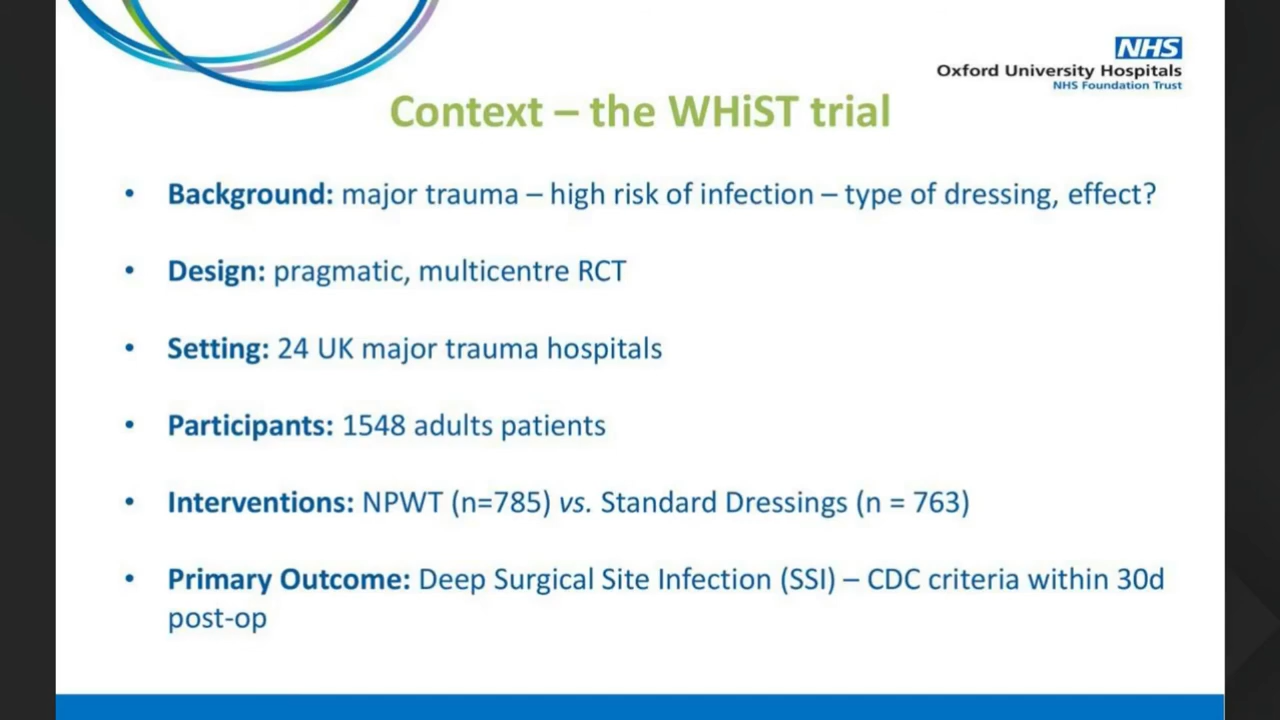 NHS
Oxford University Hospitals
NHS Foundation Trust
Context – the WHiST trial
• Background: major trauma – high risk of infection – type of dressing, effect?
• Design: pragmatic, multicentre RCT
• Setting: 24 UK major trauma hospitals
• Participants: 1548 adults patients
• Interventions: NPWT (n=785) vs. Standard Dressings (n = 763)
• Primary Outcome: Deep Surgical Site Infection (SSI) – CDC criteria within 30d
post-op